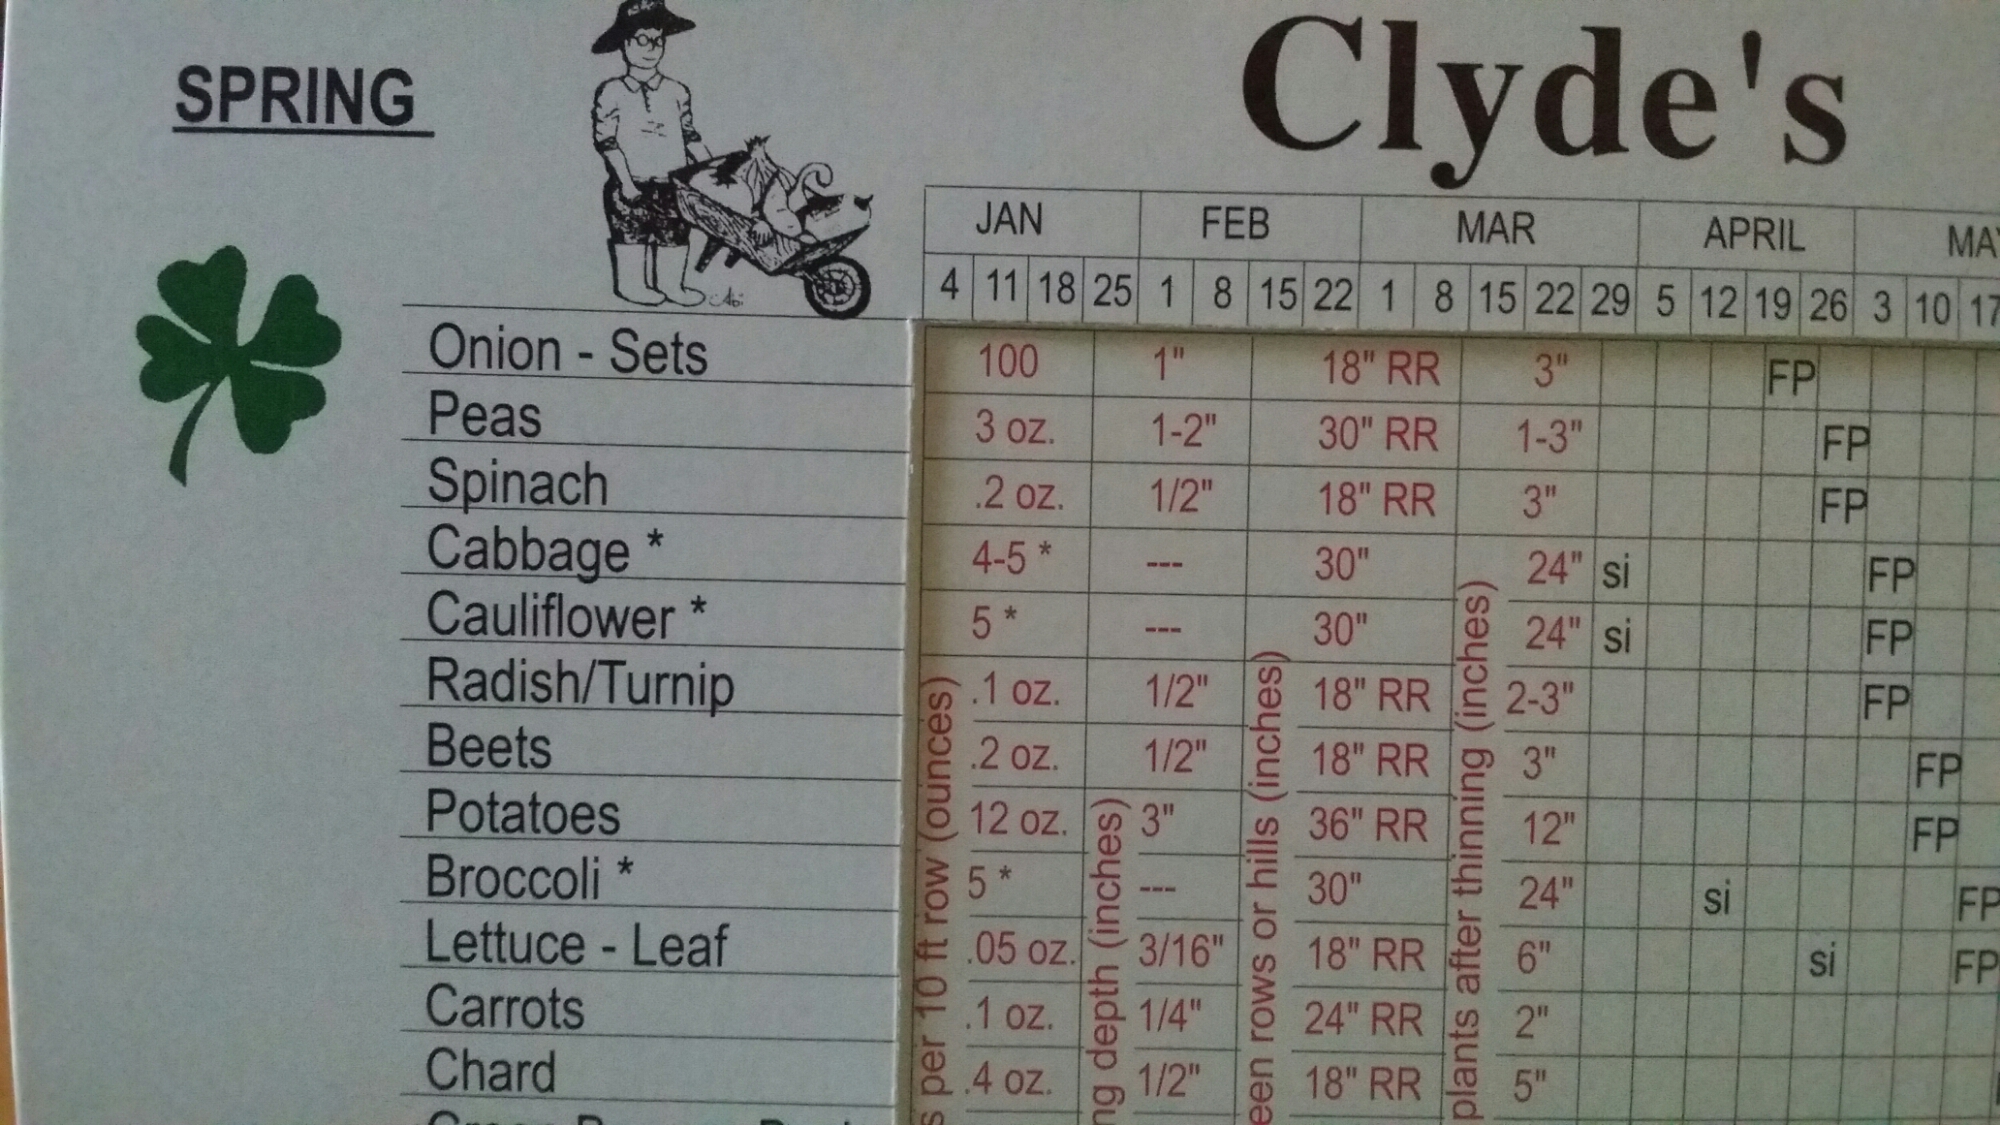 SPRING
Clyde's
JAN FEB MAR APRIL
4 11 18 25 1 8 15 22 1 8 15 22 29 5 12 19 26 3 10 17
Onion - Sets 100 1" 18" RR 3" FP
Peas 3 oz. 1-2" 30" RR 1-3" FP
Spinach .2 oz. 1/2" 18" RR 3" FP
Cabbage * 4-5 * --- 30" 24" si FP
Cauliflower * 5 * --- 30" 24" si FP
Radish/Turnip .1 oz. 1/2" 18" RR 2-3" FP
Beets .2 oz. 1/2" 18" RR 3" FP
Potatoes 12 oz. 3" 36" RR 12" FP
Broccoli * 5 * --- 30" 24" si FP
Lettuce - Leaf .05 oz. 3/16" 18" RR 6" si FP
Carrots .1 oz. 1/4" 24" RR 2"
Chard .4 oz. 1/2" 18" RR 5"
per 10 ft row (ounces)
depth (inches)
rows or hills (inches)
plants after thinning (inches)